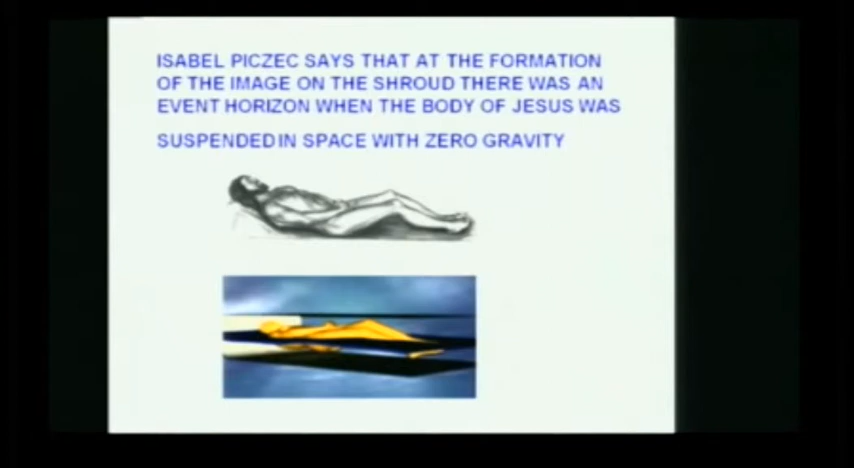 ISABEL PICZEC SAYS THAT AT THE FORMATION
OF THE IMAGE ON THE SHROUD THERE WAS AN
EVENT HORIZON WHEN THE BODY OF JESUS WAS
SUSPENDED IN SPACE WITH ZERO GRAVITY